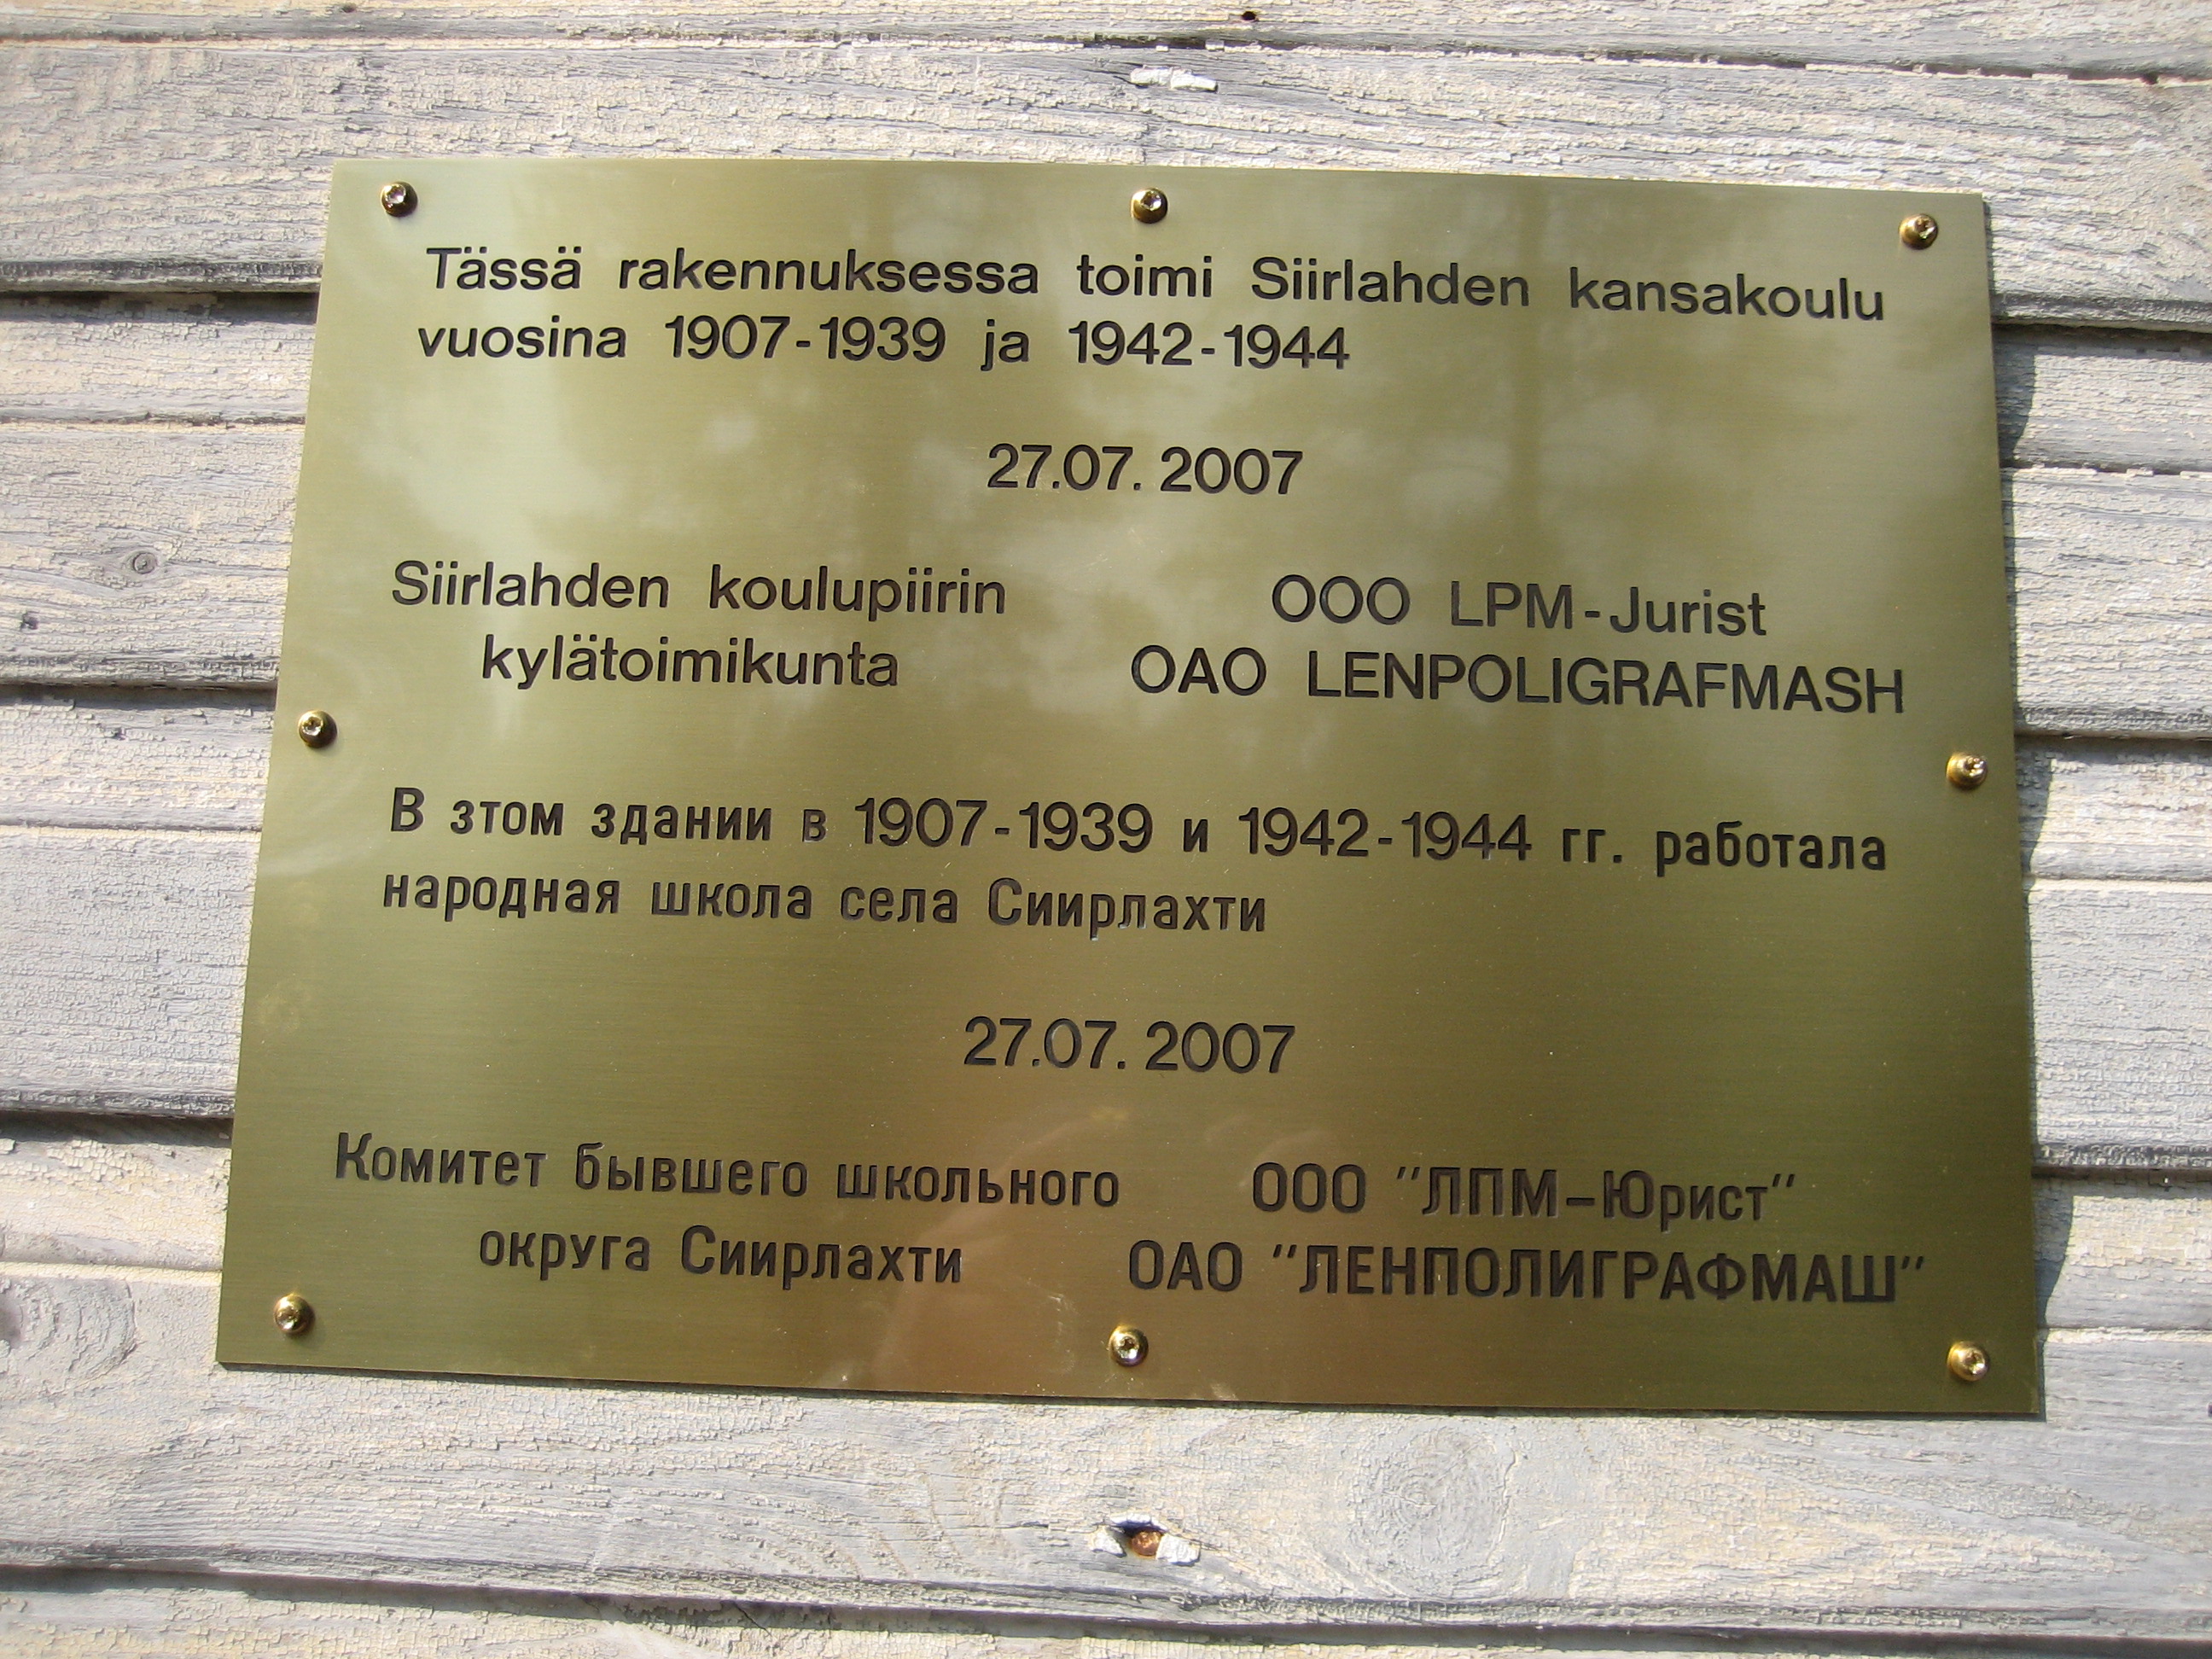 Tässä rakennuksessa toimi Siirlahden kansakoulu
vuosina 1907-1939 ja 1942-1944
27.07.2007
Siirlahden koulupiirin
kylätoimikunta
OOO LPM-Jurist
OAO LENPOLIGRAFMASH
В зтом здании в 1907-1939 и 1942-1944 гг. работала
народная школа села Сиирлахти
27.07.2007
Комитет бывшего школьного
округа Сиирлахти
ООО "ЛПМ–Юрист"
ОАО "ЛЕНПОЛИГРАФМАШ"